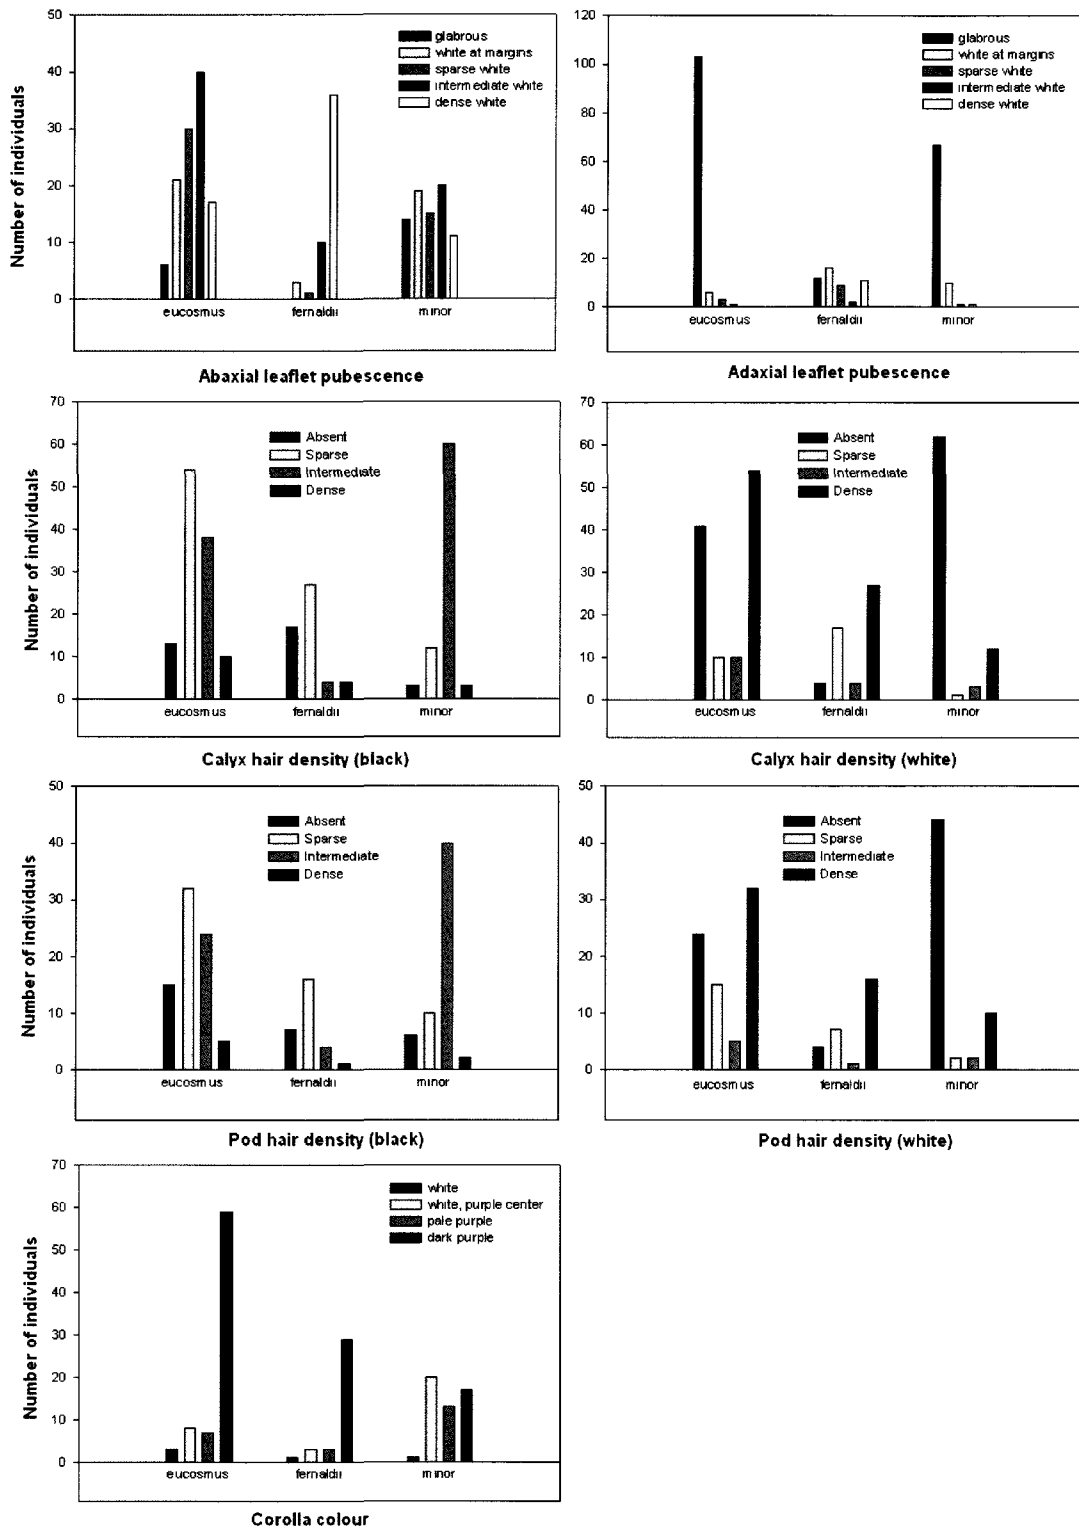 50
40
30
20
10
0
Number of individuals
glabrous
white at margins
sparse white
intermediate white
dense white
eucosmus fernaldii minor
Abaxial leaflet pubescence
120
100
80
60
40
20
0
glabrous
white at margins
sparse white
intermediate white
dense white
eucosmus fernaldii minor
Adaxial leaflet pubescence
70
60
50
40
30
20
10
0
Number of individuals
Absent
Sparse
Intermediate
Dense
eucosmus fernaldii minor
Calyx hair density (black)
70
60
50
40
30
20
10
0
Absent
Sparse
Intermediate
Dense
eucosmus fernaldii minor
Calyx hair density (white)
50
40
30
20
10
0
Number of individuals
Absent
Sparse
Intermediate
Dense
eucosmus fernaldii minor
Pod hair density (black)
50
40
30
20
10
0
Absent
Sparse
Intermediate
Dense
eucosmus fernaldii minor
Pod hair density (white)
70
60
50
40
30
20
10
0
Number of individuals
white
white, purple center
pale purple
dark purple
eucosmus fernaldii minor
Corolla colour